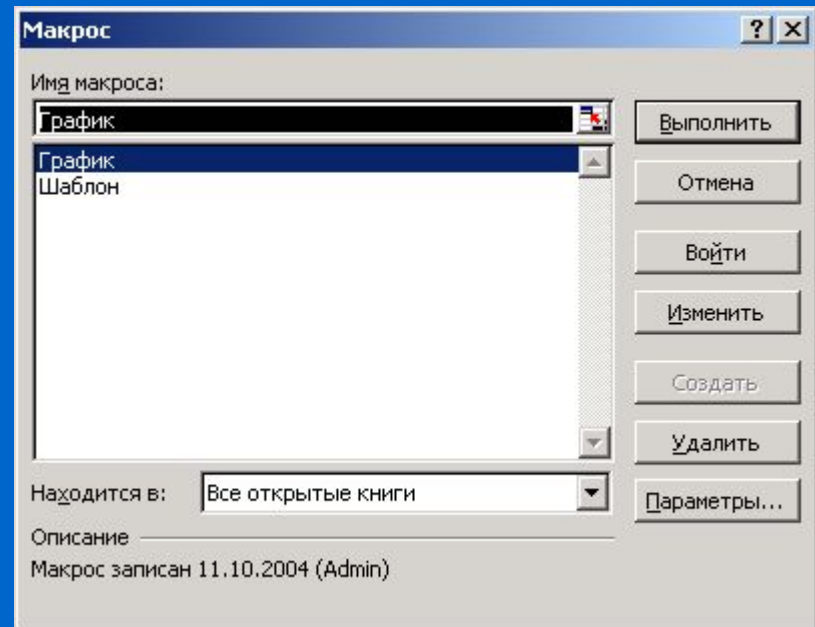 Макрос
Имя макроса:
График
График
Шаблон
Находится в: Все открытые книги
Описание
Макрос записан 11.10.2004 (Admin)
Выполнить
Отмена
Войти
Изменить
Создать
Удалить
Параметры...